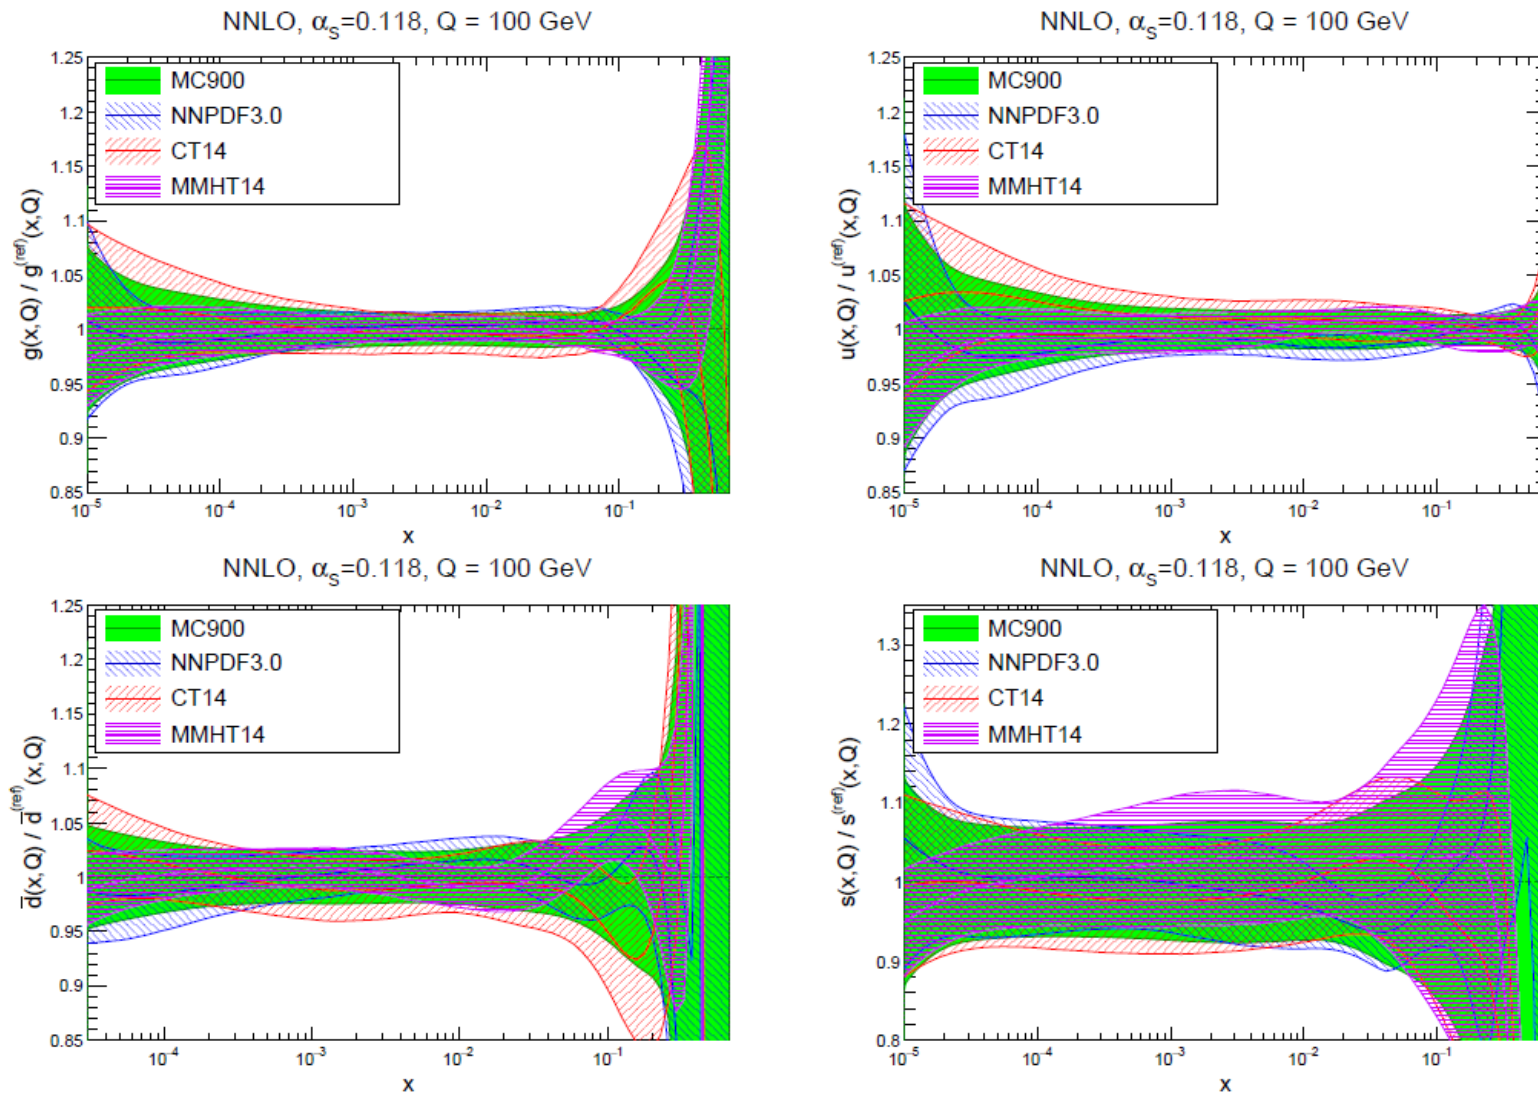 NNLO, αS=0.118, Q = 100 GeV
MC900
NNPDF3.0
CT14
MMHT14
g(x,Q) / g(ref)(x,Q)
1.25
1.2
1.15
1.1
1.05
1
0.95
0.9
0.85
10−5
10−4
10−3
10−2
10−1
x
NNLO, αS=0.118, Q = 100 GeV
MC900
NNPDF3.0
CT14
MMHT14
u(x,Q) / u(ref)(x,Q)
1.25
1.2
1.15
1.1
1.05
1
0.95
0.9
0.85
10−5
10−4
10−3
10−2
10−1
x
NNLO, αS=0.118, Q = 100 GeV
MC900
NNPDF3.0
CT14
MMHT14
d̄(x,Q) / d̄(ref)(x,Q)
1.25
1.2
1.15
1.1
1.05
1
0.95
0.9
0.85
10−4
10−3
10−2
10−1
x
NNLO, αS=0.118, Q = 100 GeV
MC900
NNPDF3.0
CT14
MMHT14
s(x,Q) / s(ref)(x,Q)
1.3
1.2
1.1
1
0.9
0.8
10−5
10−4
10−3
10−2
10−1
x